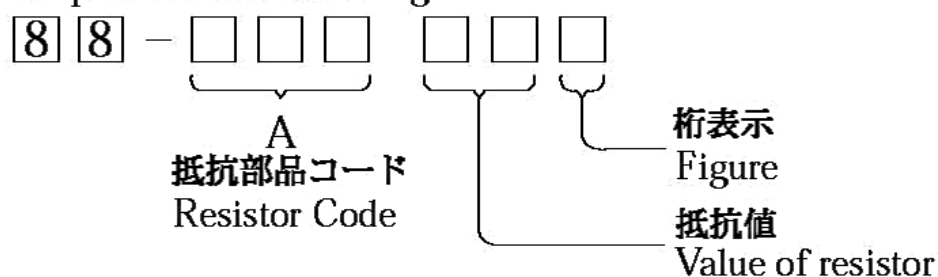 8 8 – □ □ □ □ □ □
A
抵抗部品コード
Resistor Code
桁表示
Figure
抵抗値
Value of resistor